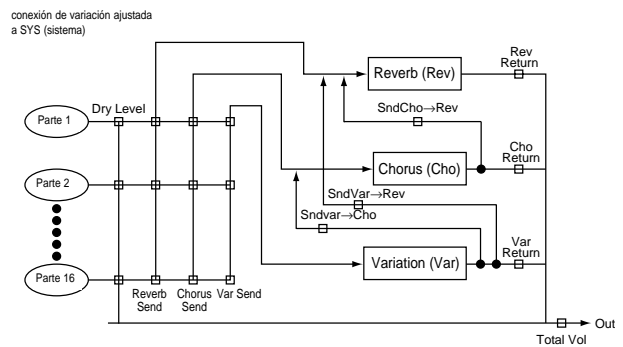 conexión de variación ajustada
a SYS (sistema)
Rev
Return
Reverb (Rev)
Dry Level
SndCho→Rev
Parte 1
Cho
Return
Chorus (Cho)
Parte 2
SndVar→Rev
Sndvar→Cho
Var
Return
Variation (Var)
Parte 16
Reverb
Send
Chorus
Send
Var Send
Out
Total Vol